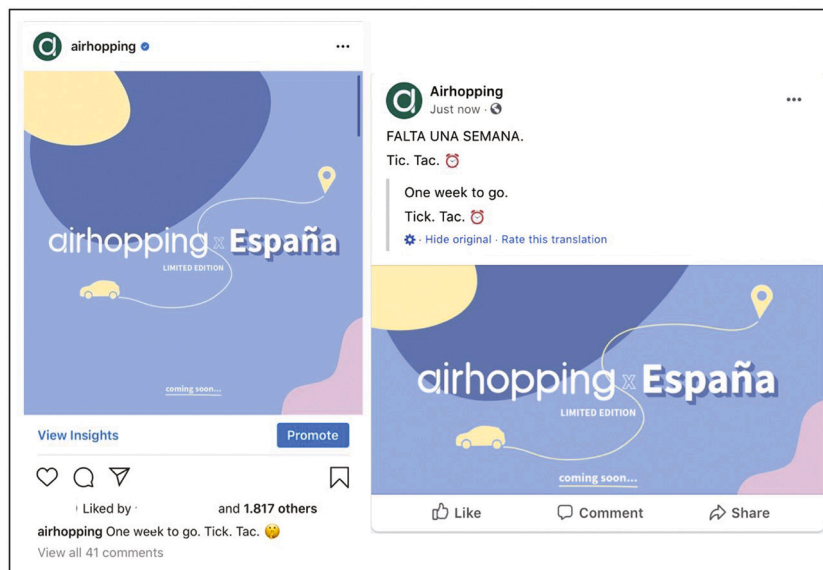 airhopping
airhopping x España
LIMITED EDITION
coming soon...
View Insights
Promote
Liked by
and 1.817 others
airhopping One week to go. Tick. Tac. 🤫
View all 41 comments
Airhopping
Just now ·
FALTA UNA SEMANA.
Tic. Tac. ⏰
One week to go.
Tick. Tac. ⏰
· Hide original · Rate this translation
airhopping x España
LIMITED EDITION
coming soon...
Like
Comment
Share